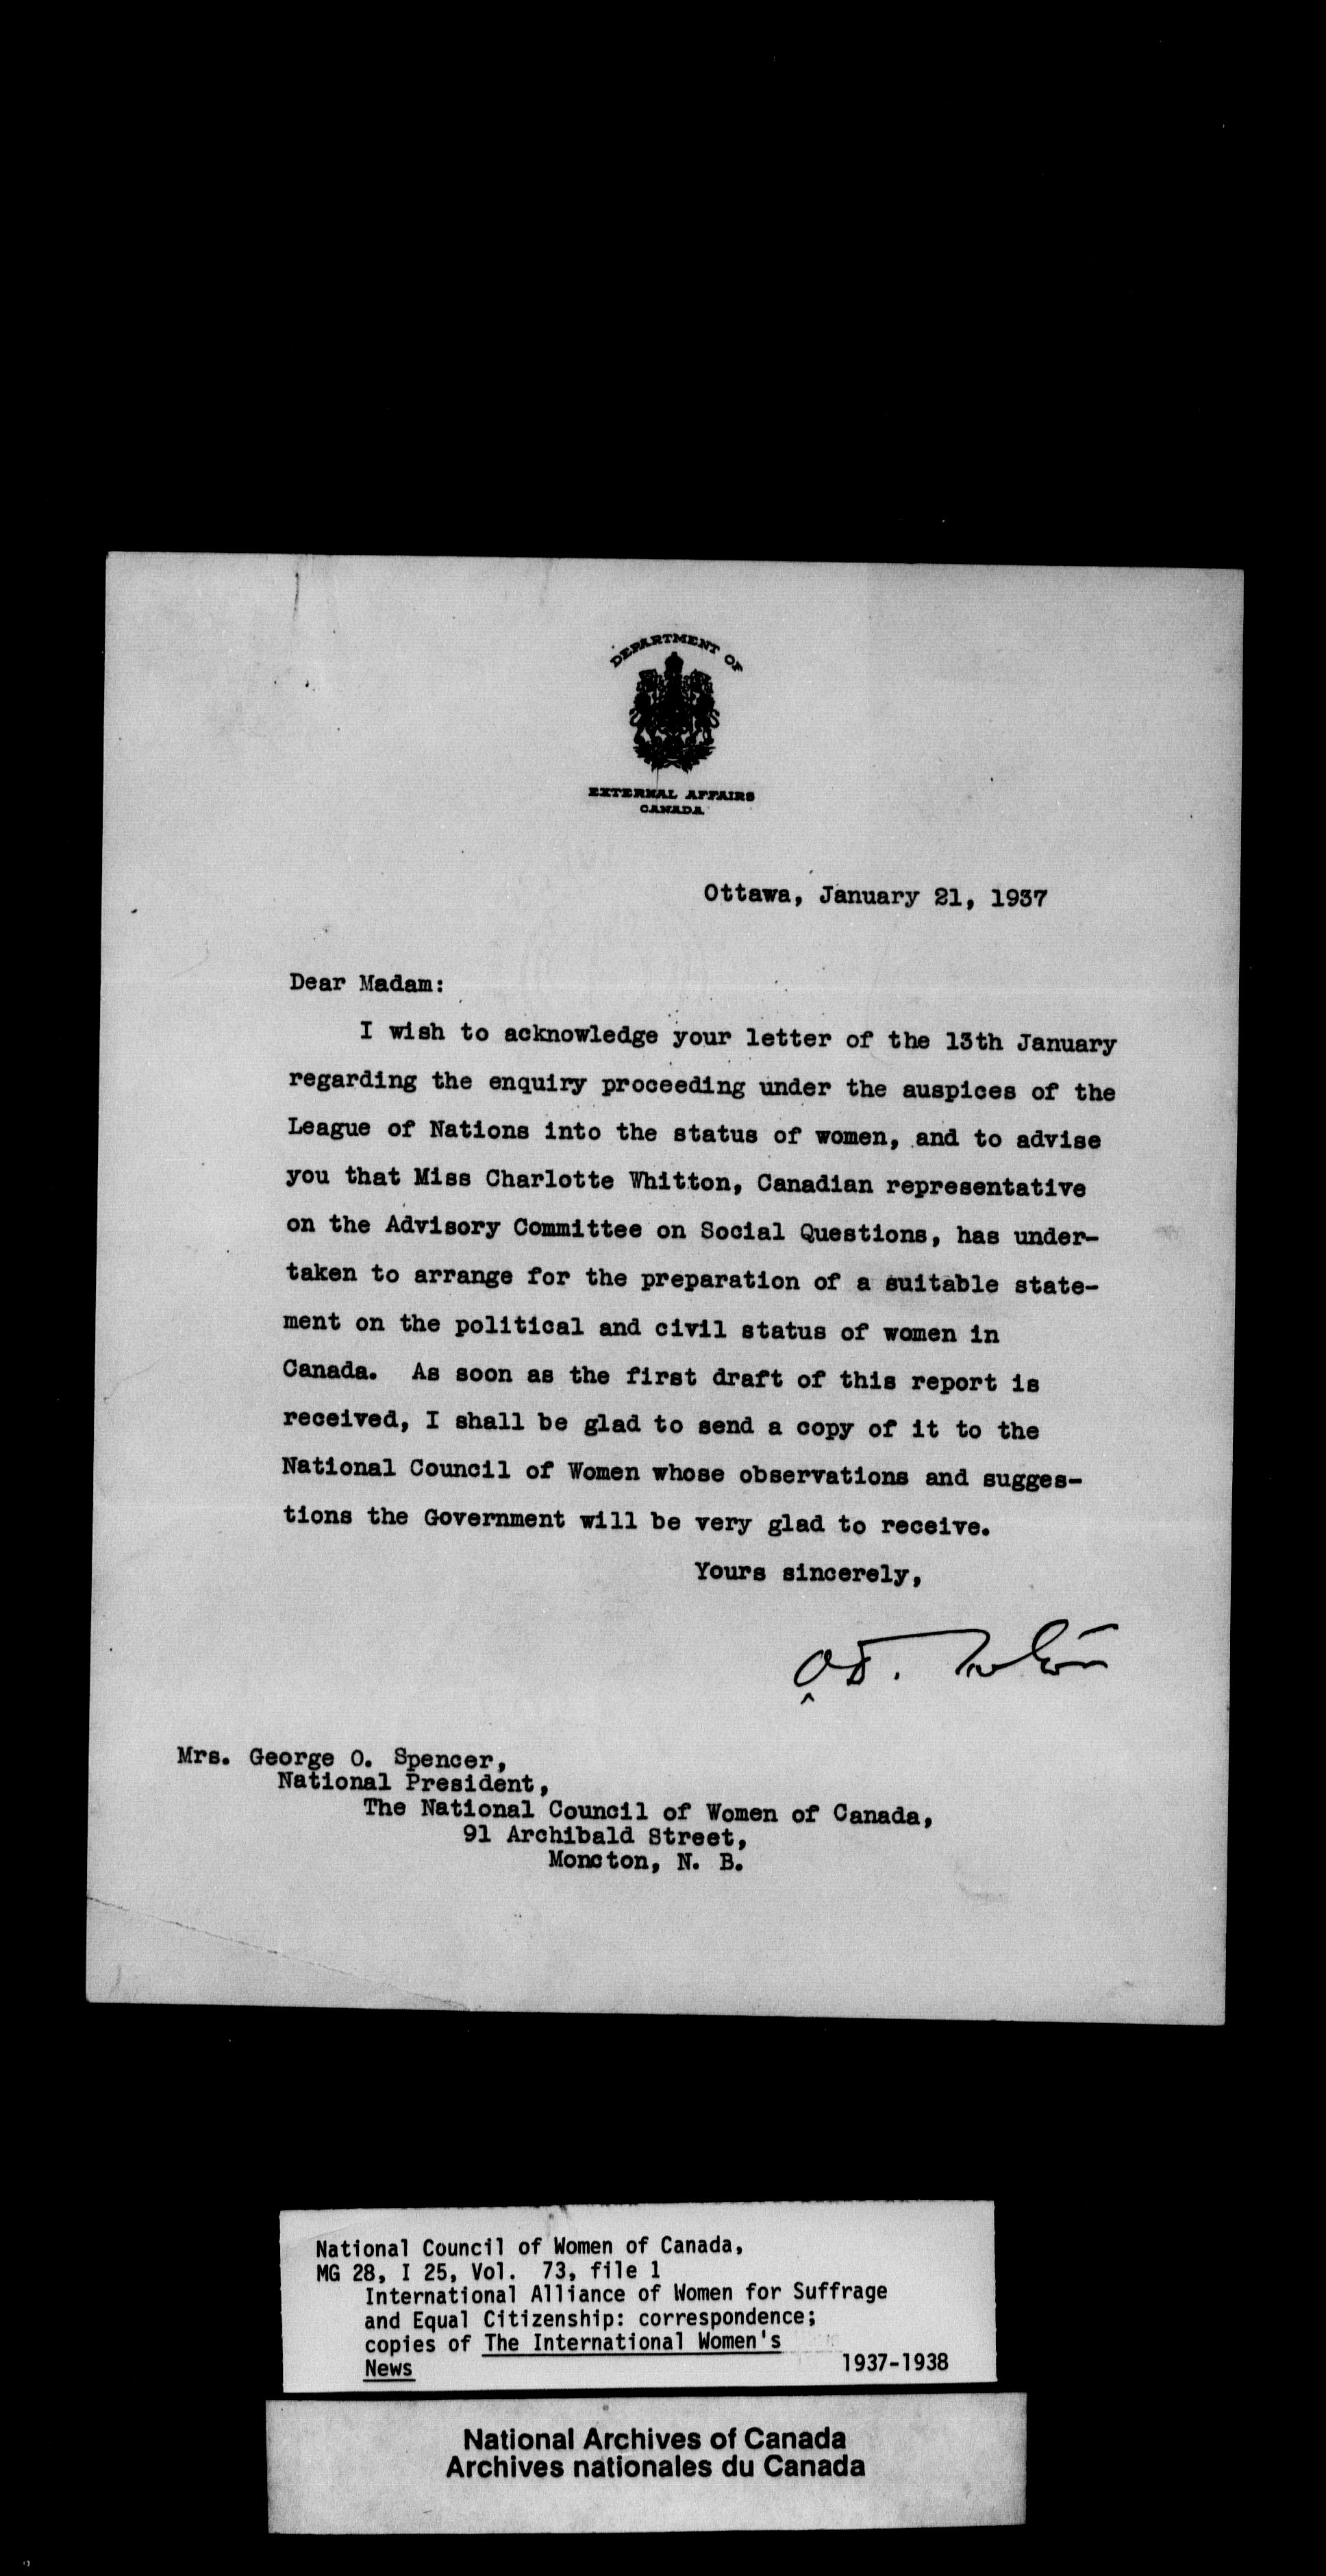 DEPARTMENT OF
EXTERNAL AFFAIRS
CANADA
Ottawa, January 21, 1937
Dear Madam:
I wish to acknowledge your letter of the 13th January
regarding the enquiry proceeding under the auspices of the
League of Nations into the status of women, and to advise
you that Miss Charlotte Whitton, Canadian representative
on the Advisory Committee on Social Questions, has under-
taken to arrange for the preparation of a suitable state-
ment on the political and civil status of women in
Canada. As soon as the first draft of this report is
received, I shall be glad to send a copy of it to the
National Council of Women whose observations and sugges-
tions the Government will be very glad to receive.
Yours sincerely,
Mrs. George O. Spencer,
National President,
The National Council of Women of Canada,
91 Archibald Street,
Moncton, N. B.
National Council of Women of Canada,
MG 28, I 25, Vol. 73, file 1
International Alliance of Women for Suffrage
and Equal Citizenship: correspondence;
copies of The International Women's
News 1937-1938
National Archives of Canada
Archives nationales du Canada